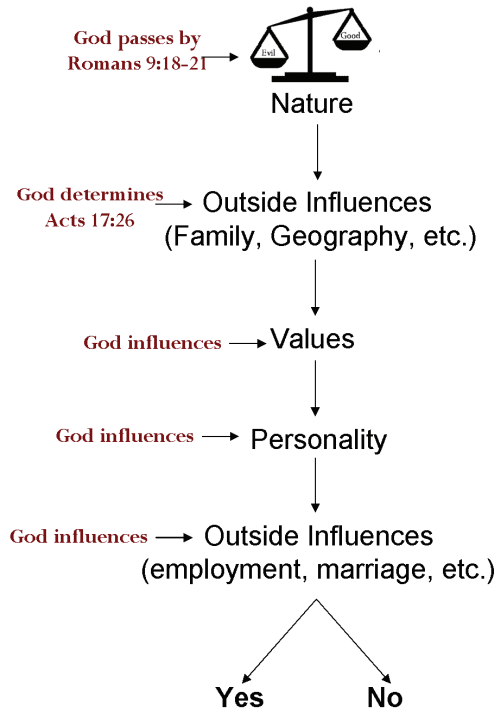 God passes by
Romans 9:18-21
Evil
Good
Nature
God determines
Acts 17:26
Outside Influences
(Family, Geography, etc.)
God influences
Values
God influences
Personality
God influences
Outside Influences
(employment, marriage, etc.)
Yes
No